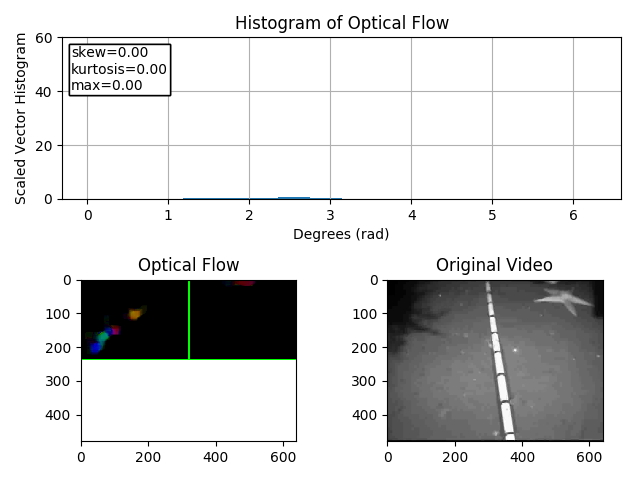 Histogram of Optical Flow
Scaled Vector Histogram
60
40
20
0
skew=0.00
kurtosis=0.00
max=0.00
0 1 2 3 4 5 6
Degrees (rad)
Optical Flow
0
100
200
300
400
0 200 400 600
Original Video
0
100
200
300
400
0 200 400 600